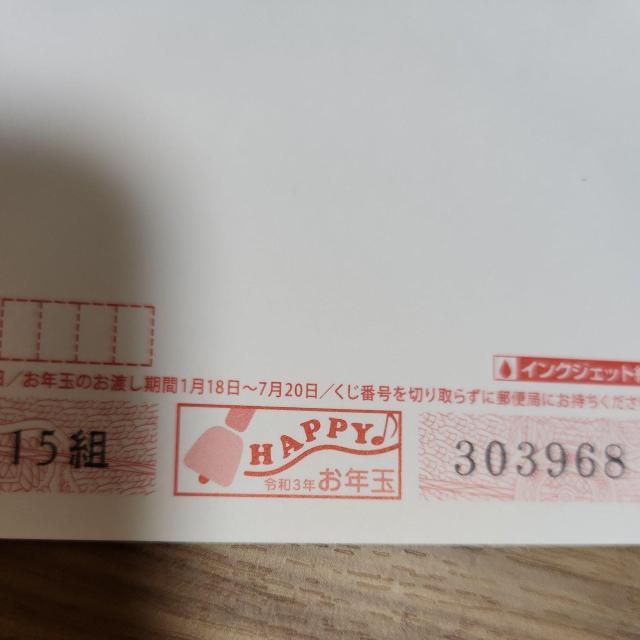 インクジェット
/お年玉のお渡し期間1月18日〜7月20日/くじ番号を切り取らずに郵便局にお持ちくださ
15組
HAPPY♪
令和3年 お年玉
303968